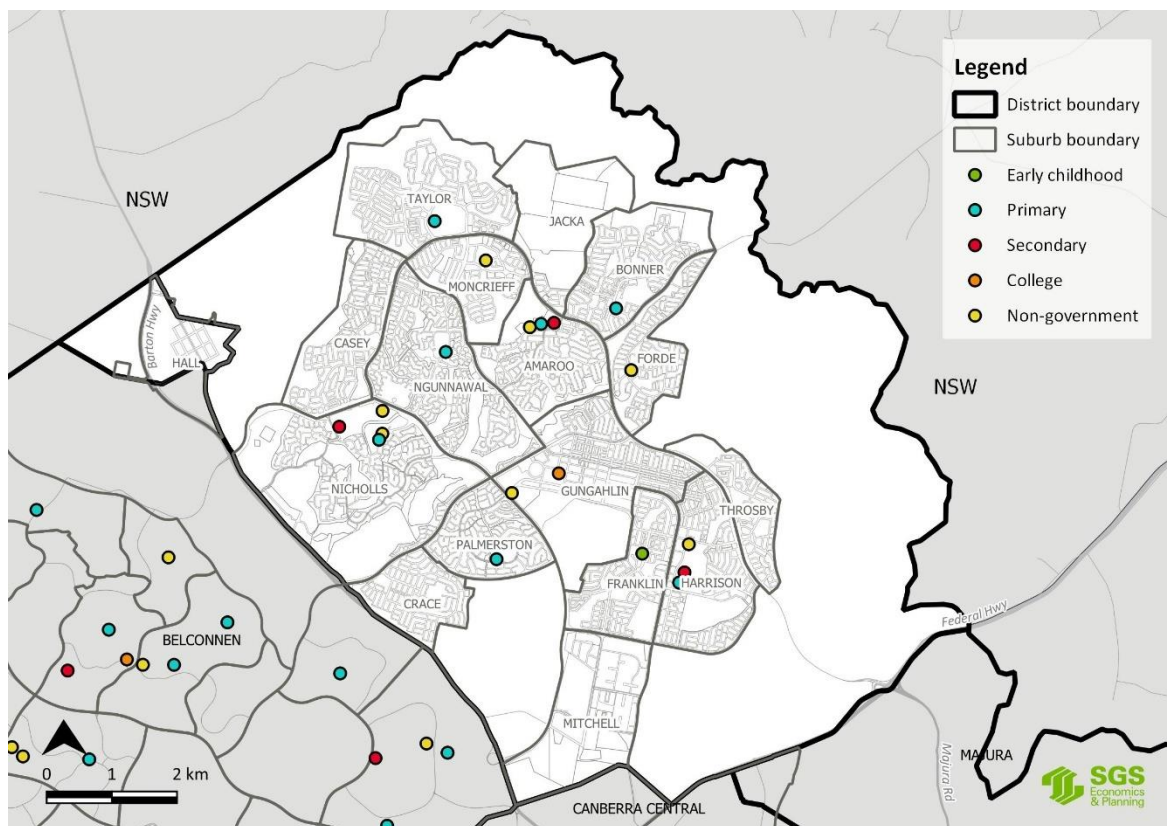 Legend
District boundary
Suburb boundary
Early childhood
Primary
Secondary
College
Non-government
NSW
TAYLOR
JACKA
BONNER
MONCRIEFF
Barton Hwy
HALL
CASEY
AMAROO
FORDE
NGUNNAWAL
NSW
NICHOLLS
GUNGAHLIN
THROSBY
PALMERSTON
FRANKLIN
HARRISON
CRACE
Federal Hwy
BELCONNEN
MITCHELL
MAJURA
Majura Rd
0 1 2 km
CANBERRA CENTRAL
SGS
Economics
& Planning